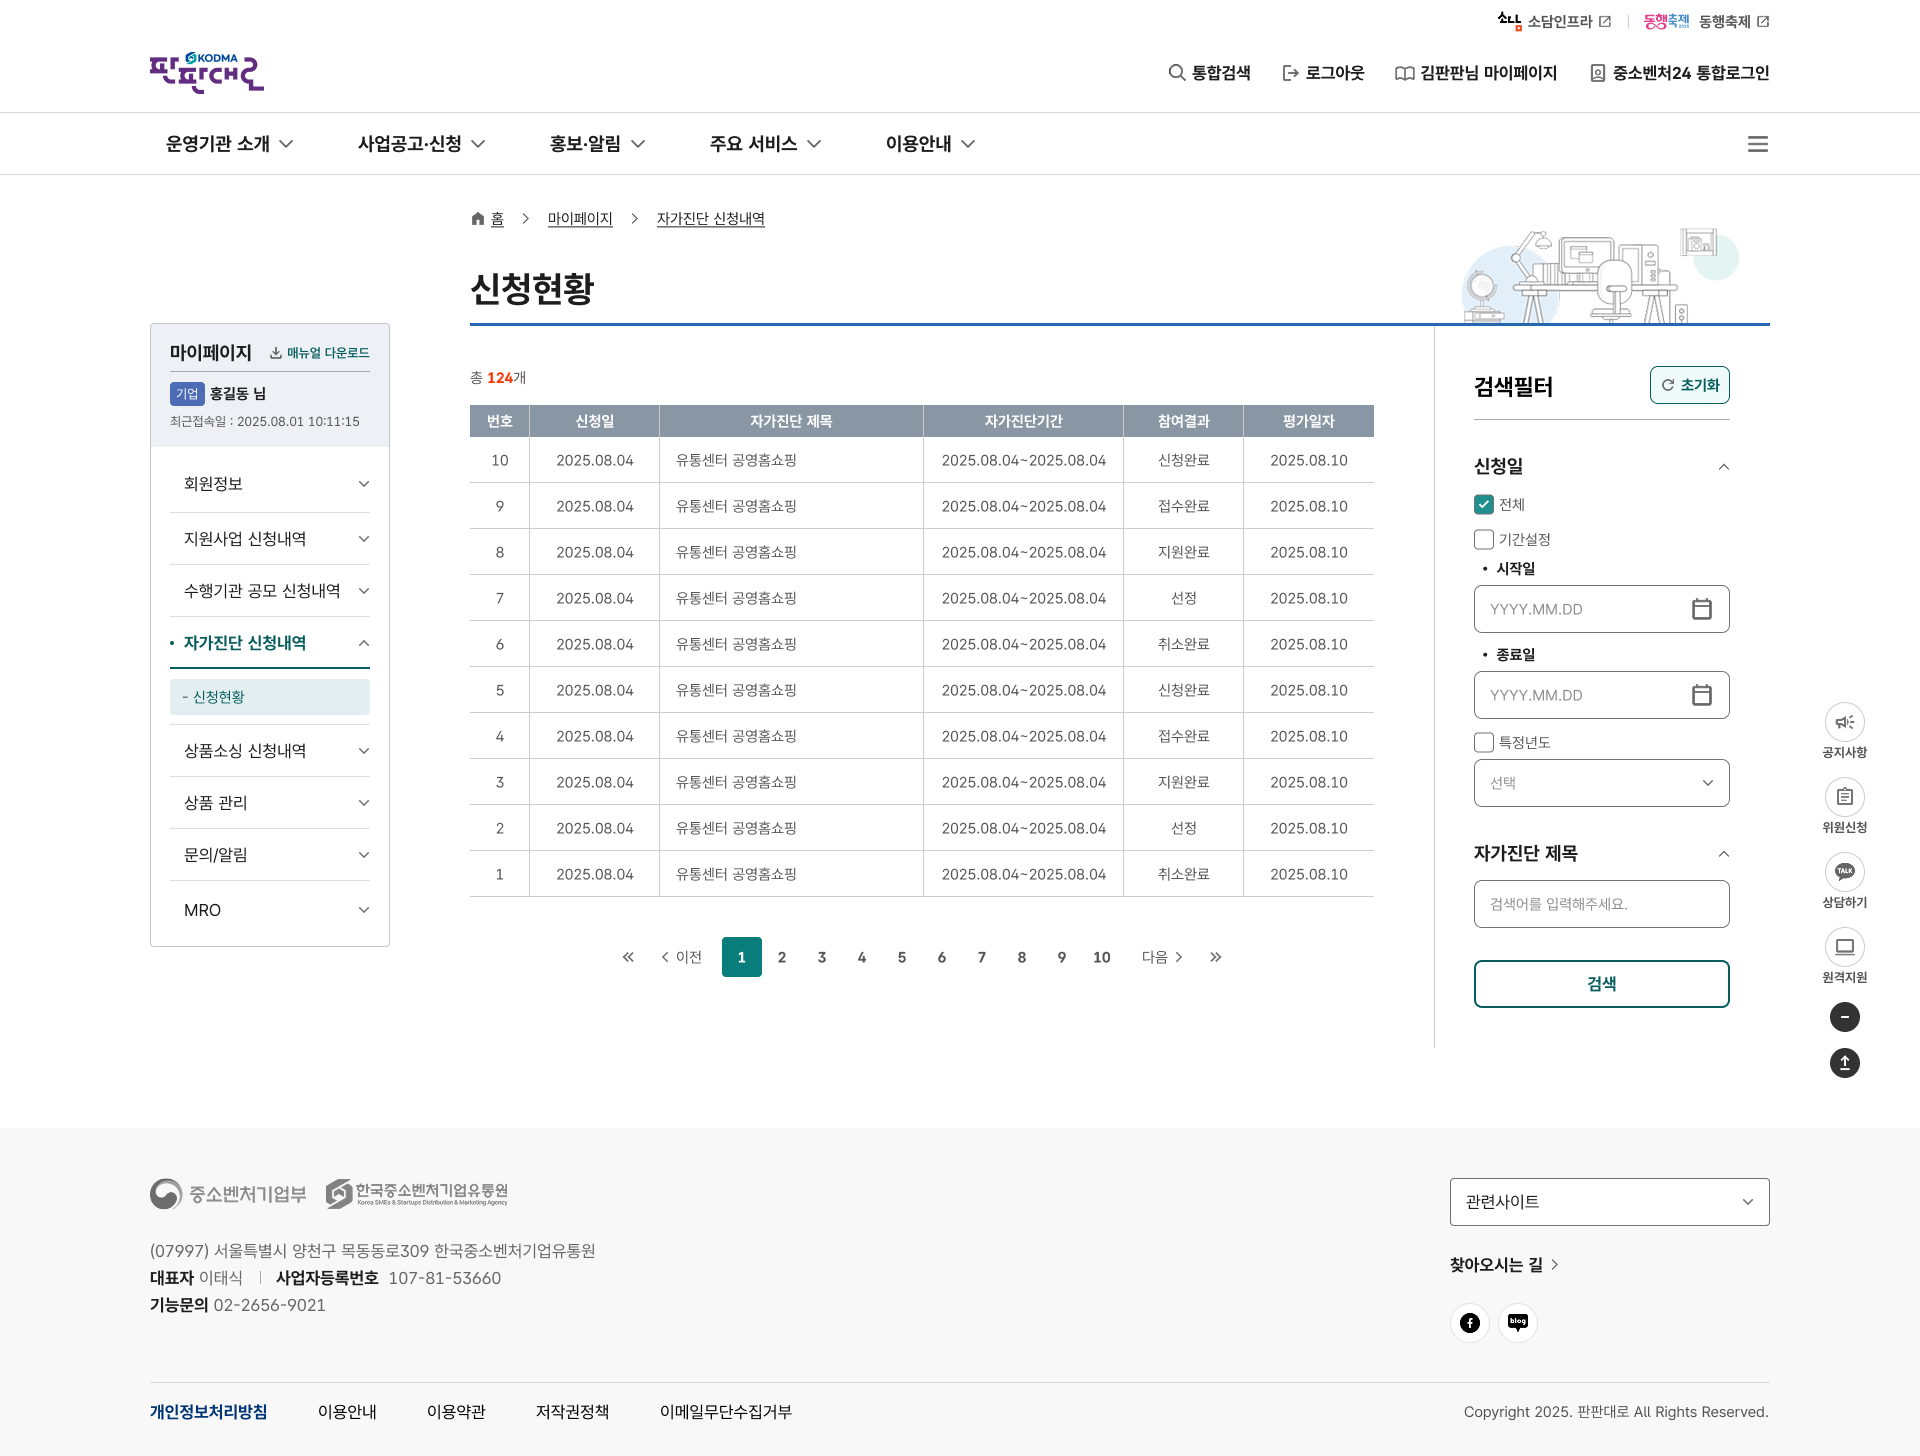 소담인프라
동행축제 2025 동행축제
KODMA
판판대로
통합검색 로그아웃 김판판님 마이페이지 중소벤처24 통합로그인
운영기관 소개 사업공고·신청 홍보·알림 주요 서비스 이용안내
홈 마이페이지 자가진단 신청내역
신청현황
마이페이지 매뉴얼 다운로드
기업 홍길동 님
최근접속일 : 2025.08.01 10:11:15
회원정보
지원사업 신청내역
수행기관 공모 신청내역
• 자가진단 신청내역
- 신청현황
상품소싱 신청내역
상품 관리
문의/알림
MRO
총 124개
번호 신청일 자가진단 제목 자가진단기간 참여결과 평가일자
10 2025.08.04 유통센터 공영홈쇼핑 2025.08.04~2025.08.04 신청완료 2025.08.10
9 2025.08.04 유통센터 공영홈쇼핑 2025.08.04~2025.08.04 접수완료 2025.08.10
8 2025.08.04 유통센터 공영홈쇼핑 2025.08.04~2025.08.04 지원완료 2025.08.10
7 2025.08.04 유통센터 공영홈쇼핑 2025.08.04~2025.08.04 선정 2025.08.10
6 2025.08.04 유통센터 공영홈쇼핑 2025.08.04~2025.08.04 취소완료 2025.08.10
5 2025.08.04 유통센터 공영홈쇼핑 2025.08.04~2025.08.04 신청완료 2025.08.10
4 2025.08.04 유통센터 공영홈쇼핑 2025.08.04~2025.08.04 접수완료 2025.08.10
3 2025.08.04 유통센터 공영홈쇼핑 2025.08.04~2025.08.04 지원완료 2025.08.10
2 2025.08.04 유통센터 공영홈쇼핑 2025.08.04~2025.08.04 선정 2025.08.10
1 2025.08.04 유통센터 공영홈쇼핑 2025.08.04~2025.08.04 취소완료 2025.08.10
이전 1 2 3 4 5 6 7 8 9 10 다음
검색필터 초기화
신청일
전체
기간설정
• 시작일
YYYY.MM.DD
• 종료일
YYYY.MM.DD
특정년도
선택
자가진단 제목
검색어를 입력해주세요.
검색
공지사항
위원신청
TALK
상담하기
원격지원
중소벤처기업부 한국중소벤처기업유통원
Korea SMEs & Startups Distribution & Marketing Agency
(07997) 서울특별시 양천구 목동동로309 한국중소벤처기업유통원
대표자 이태식 사업자등록번호 107-81-53660
기능문의 02-2656-9021
관련사이트
찾아오시는 길
blog
개인정보처리방침 이용안내 이용약관 저작권정책 이메일무단수집거부
Copyright 2025. 판판대로 All Rights Reserved.